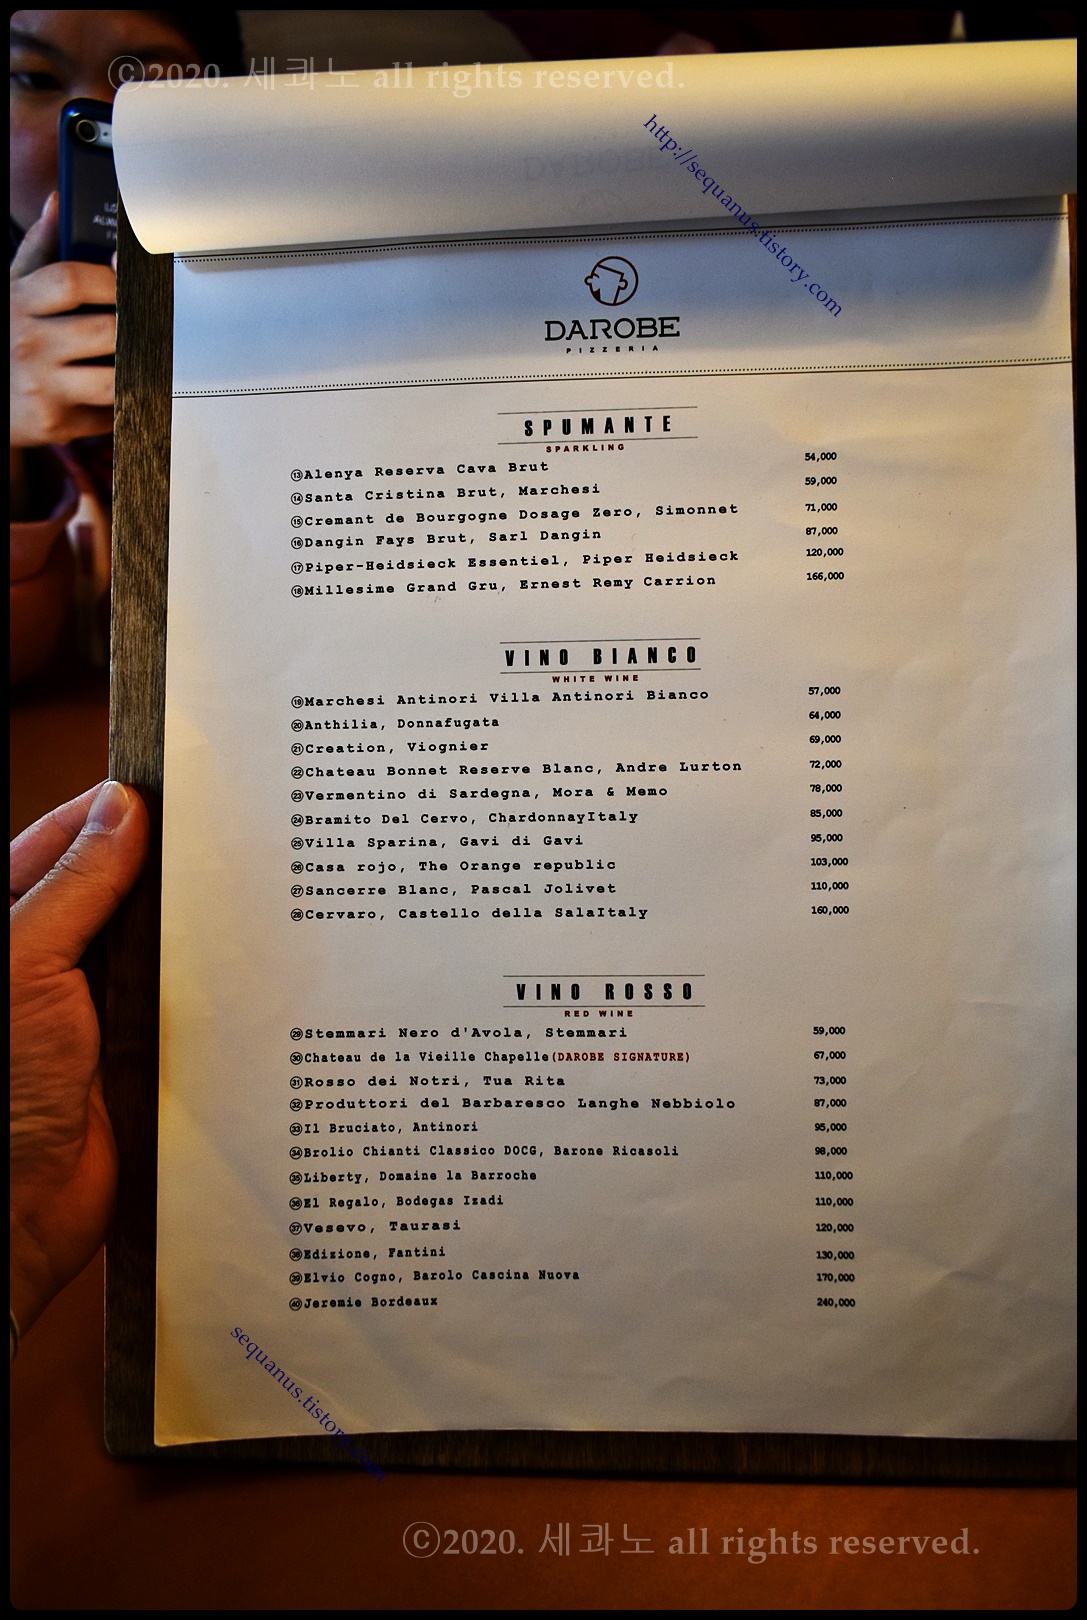 ©2020. 세콰노 all rights reserved.
http://sequanus.tistory.com
DAROBE
PIZZERIA
SPUMANTE
SPARKLING
⑬Alenya Reserva Cava Brut 54,000
⑭Santa Cristina Brut, Marchesi 59,000
⑮Cremant de Bourgogne Dosage Zero, Simonnet 71,000
⑯Dangin Fays Brut, Sarl Dangin 87,000
⑰Piper-Heidsieck Essentiel, Piper Heidsieck 120,000
⑱Millesime Grand Gru, Ernest Remy Carrion 166,000
VINO BIANCO
WHITE WINE
⑲Marchesi Antinori Villa Antinori Bianco 57,000
⑳Anthilia, Donnafugata 64,000
㉑Creation, Viognier 69,000
㉒Chateau Bonnet Reserve Blanc, Andre Lurton 72,000
㉓Vermentino di Sardegna, Mora & Memo 78,000
㉔Bramito Del Cervo, ChardonnayItaly 85,000
㉕Villa Sparina, Gavi di Gavi 95,000
㉖Casa rojo, The Orange republic 103,000
㉗Sancerre Blanc, Pascal Jolivet 110,000
㉘Cervaro, Castello della SalaItaly 160,000
VINO ROSSO
RED WINE
㉙Stemmari Nero d'Avola, Stemmari 59,000
㉚Chateau de la Vieille Chapelle(DAROBE SIGNATURE) 67,000
㉛Rosso dei Notri, Tua Rita 73,000
㉜Produttori del Barbaresco Langhe Nebbiolo 87,000
㉝Il Bruciato, Antinori 95,000
㉞Brolio Chianti Classico DOCG, Barone Ricasoli 98,000
㉟Liberty, Domaine la Barroche 110,000
㊱El Regalo, Bodegas Izadi 110,000
㊲Vesevo, Taurasi 120,000
㊳Edizione, Fantini 130,000
㊴Elvio Cogno, Barolo Cascina Nuova 170,000
㊵Jeremie Bordeaux 240,000
sequanus.tistory.com
©2020. 세콰노 all rights reserved.